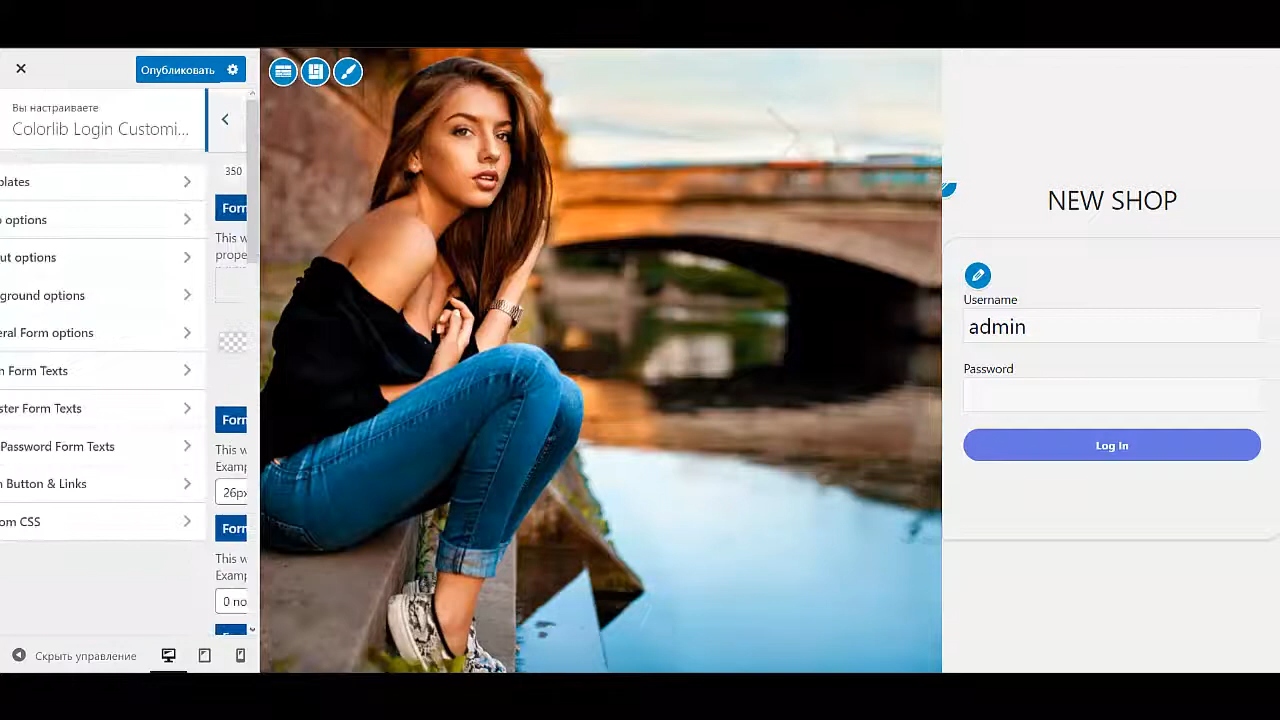 Опубликовать
Вы настраиваете
Colorlib Login Customi...
plates
o options
ut options
ground options
eral Form options
n Form Texts
ster Form Texts
Password Form Texts
n Button & Links
om CSS
350
Form
This w
prope
Form
This w
Examp
26px
Form
This w
Examp
0 no
Скрыть управление
NEW SHOP
Username
admin
Password
Log In